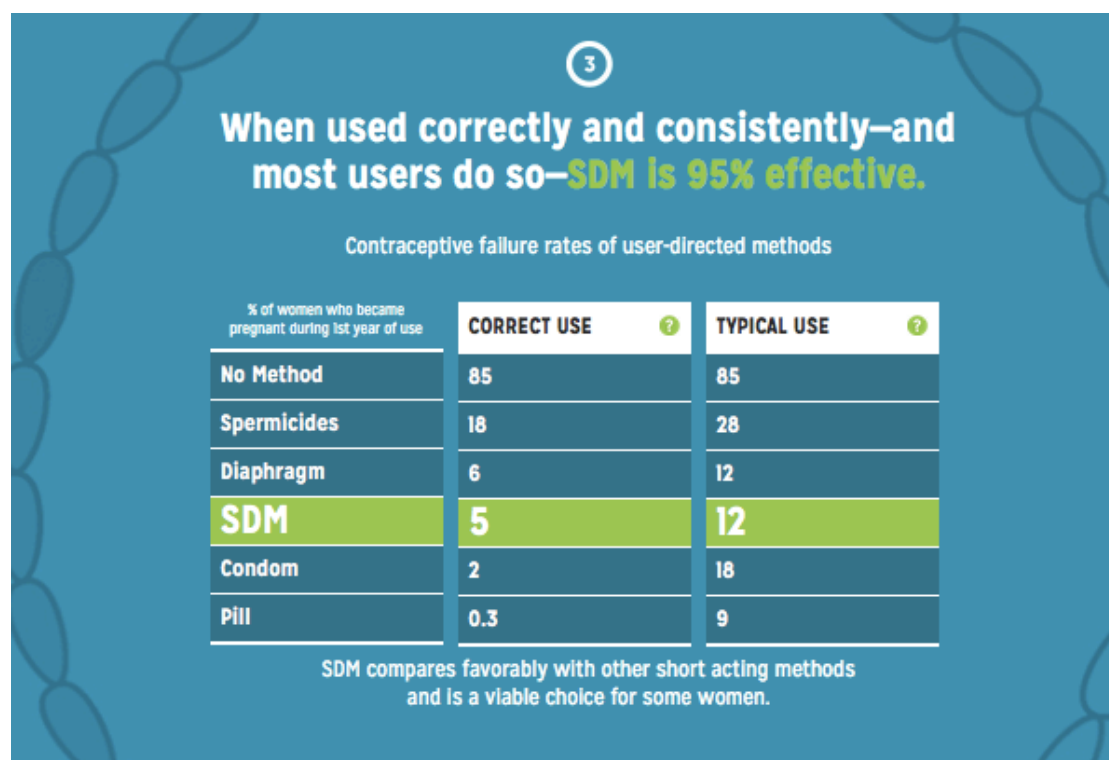 3
When used correctly and consistently–and
most users do so–SDM is 95% effective.
Contraceptive failure rates of user-directed methods
% of women who became
pregnant during 1st year of use
CORRECT USE ?
TYPICAL USE ?
No Method 85 85
Spermicides 18 28
Diaphragm 6 12
SDM 5 12
Condom 2 18
Pill 0.3 9
SDM compares favorably with other short acting methods
and is a viable choice for some women.